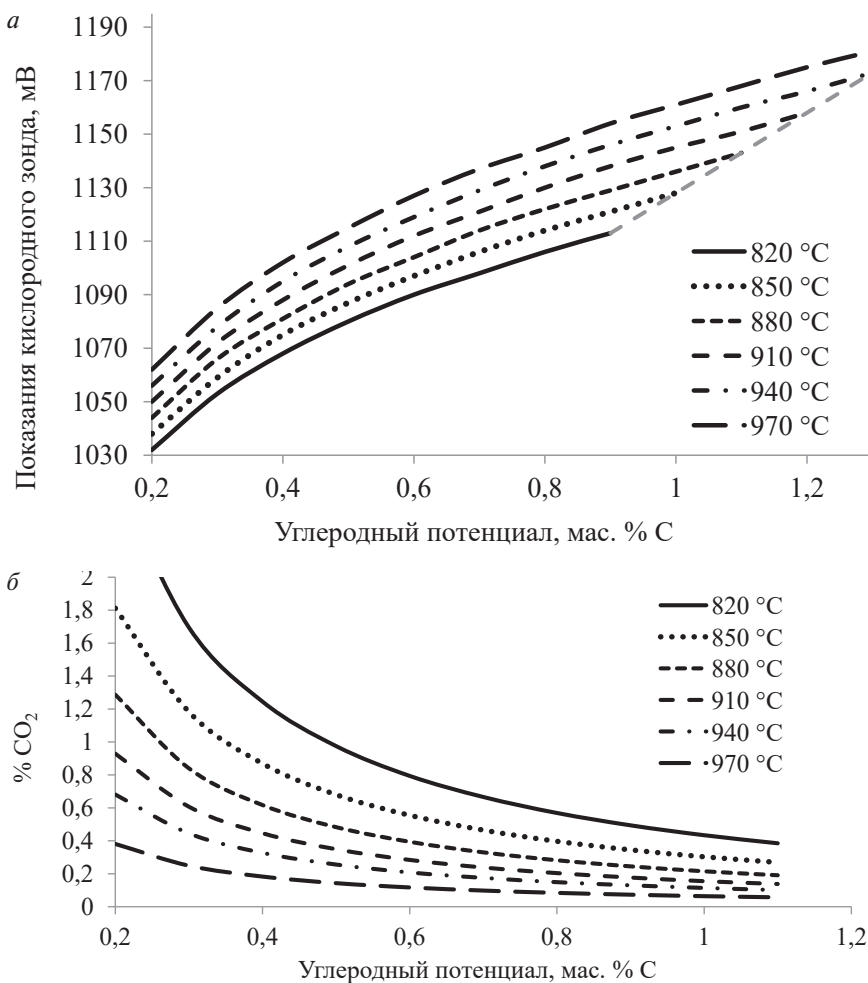 а
Показания кислородного зонда, мВ
1190
1170
1150
1130
1110
1090
1070
1050
1030
0,2 0,4 0,6 0,8 1 1,2
Углеродный потенциал, мас. % С
820 °C
850 °C
880 °C
910 °C
940 °C
970 °C
б
% CO₂
2
1,8
1,6
1,4
1,2
1
0,8
0,6
0,4
0,2
0
0,2 0,4 0,6 0,8 1 1,2
Углеродный потенциал, мас. % С
820 °C
850 °C
880 °C
910 °C
940 °C
970 °C